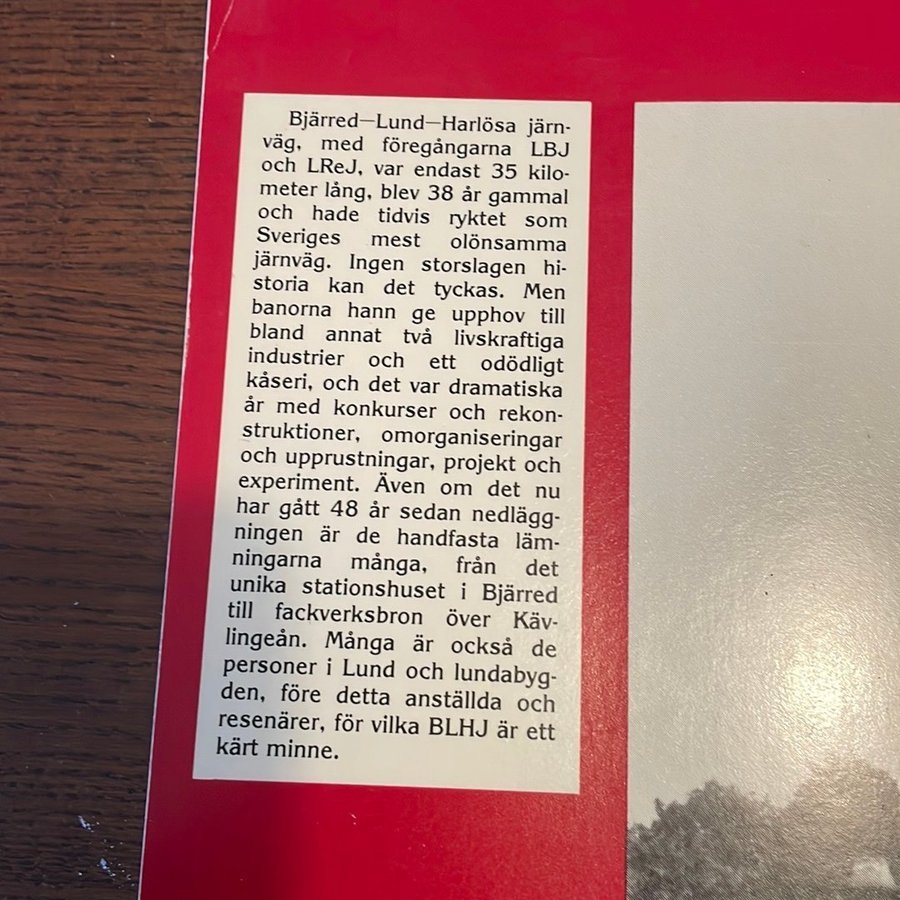 Bjärred—Lund—Harlösa järn-
väg, med föregångarna LBJ
och LReJ, var endast 35 kilo-
meter lång, blev 38 år gammal
och hade tidvis ryktet som
Sveriges mest olönsamma
järnväg. Ingen storslagen hi-
storia kan det tyckas. Men
banorna hann ge upphov till
bland annat två livskraftiga
industrier och ett odödligt
kåseri, och det var dramatiska
år med konkurser och rekon-
struktioner, omorganiseringar
och upprustningar, projekt och
experiment. Även om det nu
har gått 48 år sedan nedlägg-
ningen är de handfasta läm-
ningarna många, från det
unika stationshuset i Bjärred
till fackverksbron över Käv-
lingeån. Många är också de
personer i Lund och lundabyg-
den, före detta anställda och
resenärer, för vilka BLHJ är ett
kärt minne.